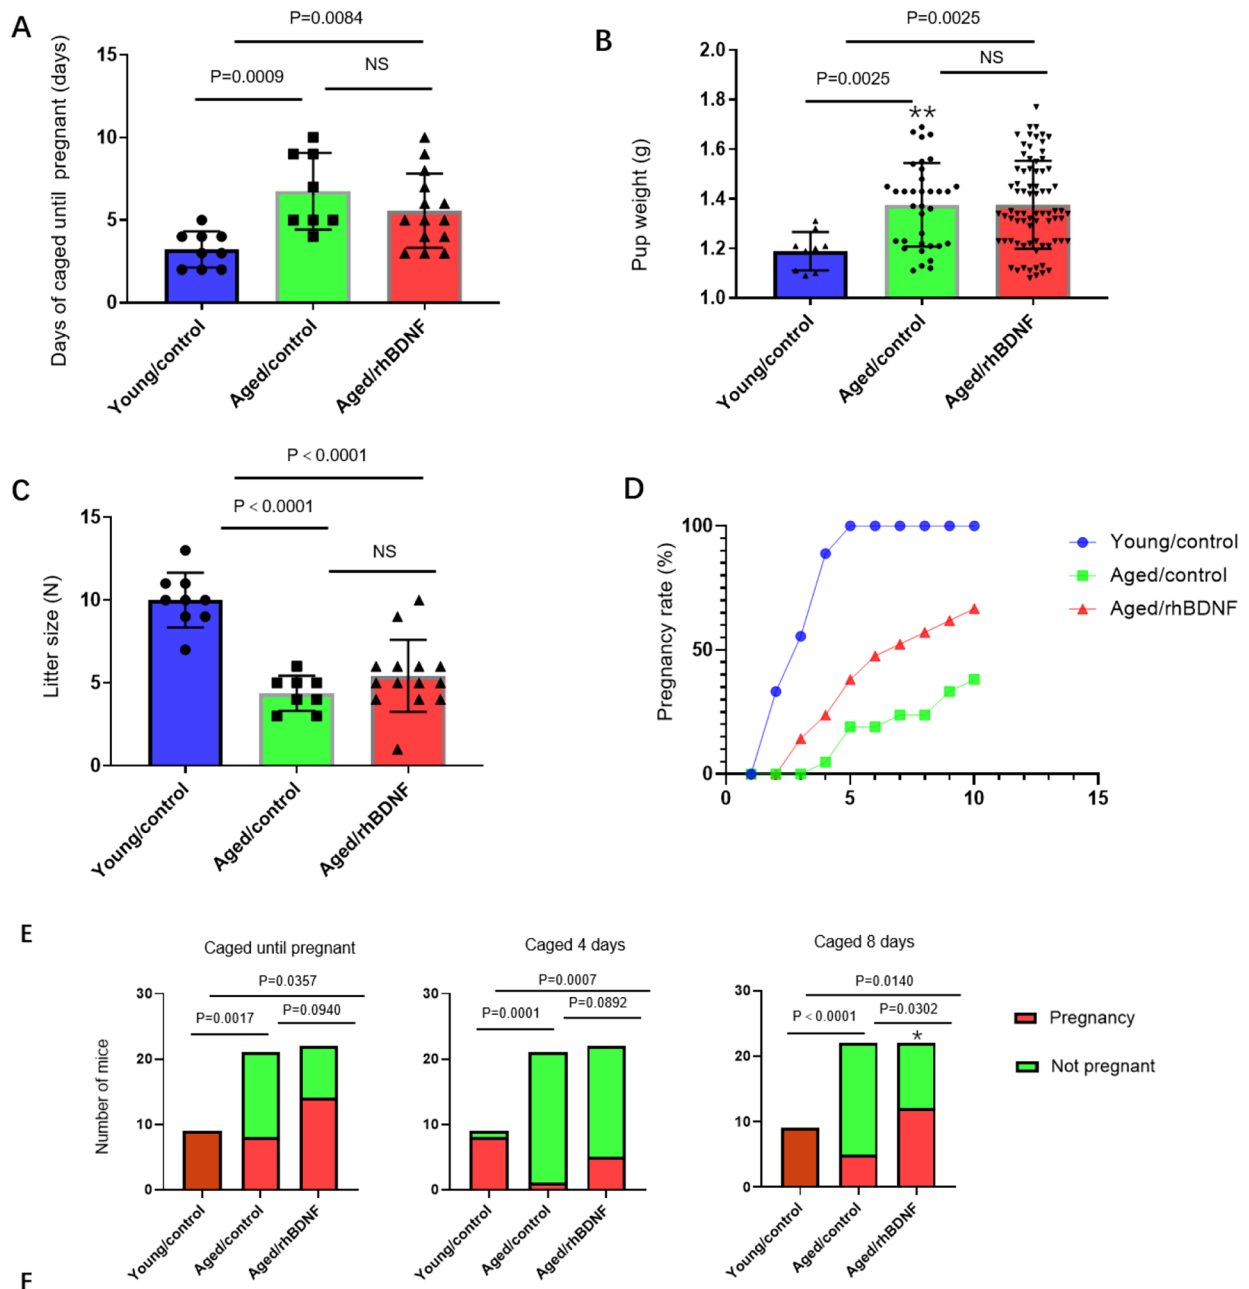 A
P=0.0084
P=0.0009
NS
Days of caged until pregnant (days)
15
10
5
0
Young/control
Aged/control
Aged/rhBDNF
B
P=0.0025
NS
P=0.0025
**
Pup weight (g)
2.0
1.8
1.6
1.4
1.2
1.0
Young/control
Aged/control
Aged/rhBDNF
C
P < 0.0001
P < 0.0001
NS
Litter size (N)
15
10
5
0
Young/control
Aged/control
Aged/rhBDNF
D
Pregnancy rate (%)
100
50
0
0
5
10
15
Young/control
Aged/control
Aged/rhBDNF
E
Caged until pregnant
P=0.0357
P=0.0017
P=0.0940
Number of mice
30
20
10
0
Young/control
Aged/control
Aged/rhBDNF
Caged 4 days
P=0.0007
P=0.0001
P=0.0892
30
20
10
0
Young/control
Aged/control
Aged/rhBDNF
Caged 8 days
P=0.0140
P < 0.0001
P=0.0302
*
30
20
10
0
Young/control
Aged/control
Aged/rhBDNF
Pregnancy
Not pregnant